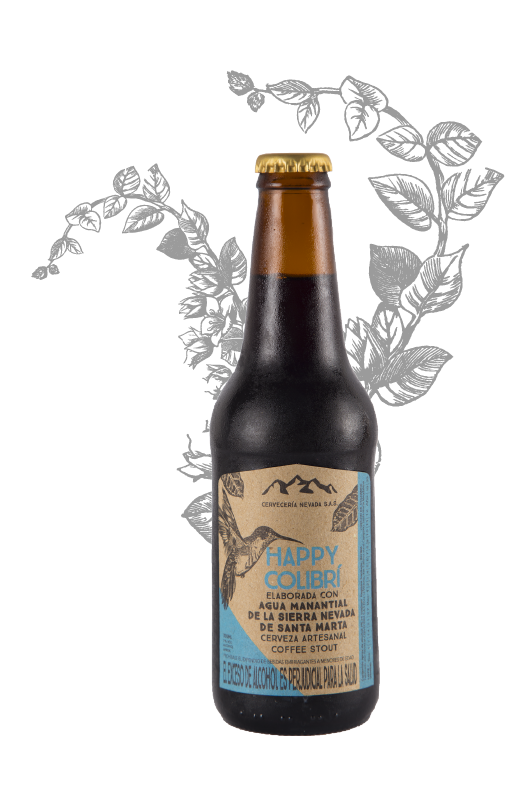 CERVECERÍA NEVADA S.A.S.
HAPPY
COLIBRÍ
ELABORADA CON
AGUA MANANTIAL
DE LA SIERRA NEVADA
DE SANTA MARTA
CERVEZA ARTESANAL
COFFEE STOUT
EL EXCESO DE ALCOHOL ES PERJUDICIAL PARA LA SALUD